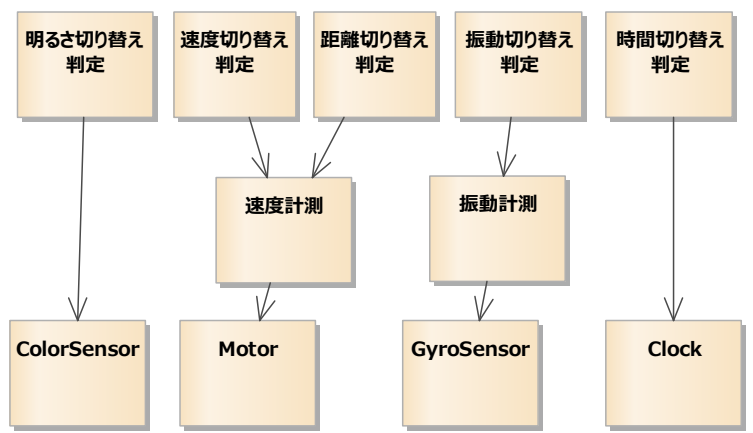 明るさ切り替え
判定
速度切り替え
判定
距離切り替え
判定
振動切り替え
判定
時間切り替え
判定
速度計測
振動計測
ColorSensor
Motor
GyroSensor
Clock